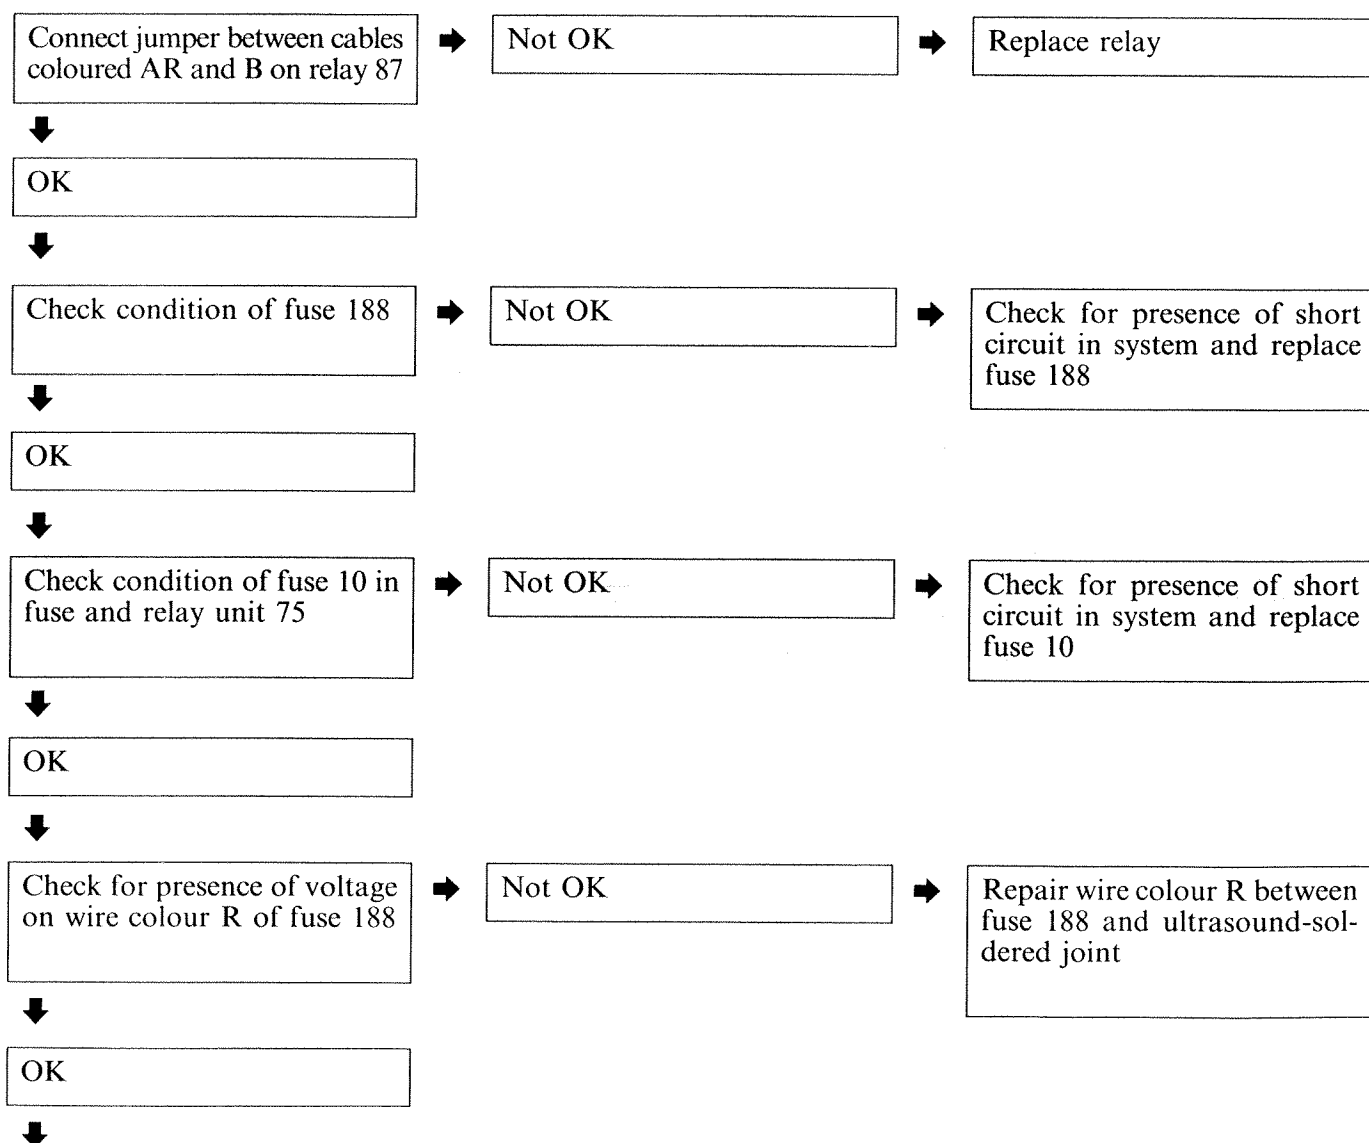 Connect jumper between cables
coloured AR and B on relay 87
Not OK
Replace relay
OK
Check condition of fuse 188
Not OK
Check for presence of short
circuit in system and replace
fuse 188
OK
Check condition of fuse 10 in
fuse and relay unit 75
Not OK
Check for presence of short
circuit in system and replace
fuse 10
OK
Check for presence of voltage
on wire colour R of fuse 188
Not OK
Repair wire colour R between
fuse 188 and ultrasound-sol-
dered joint
OK